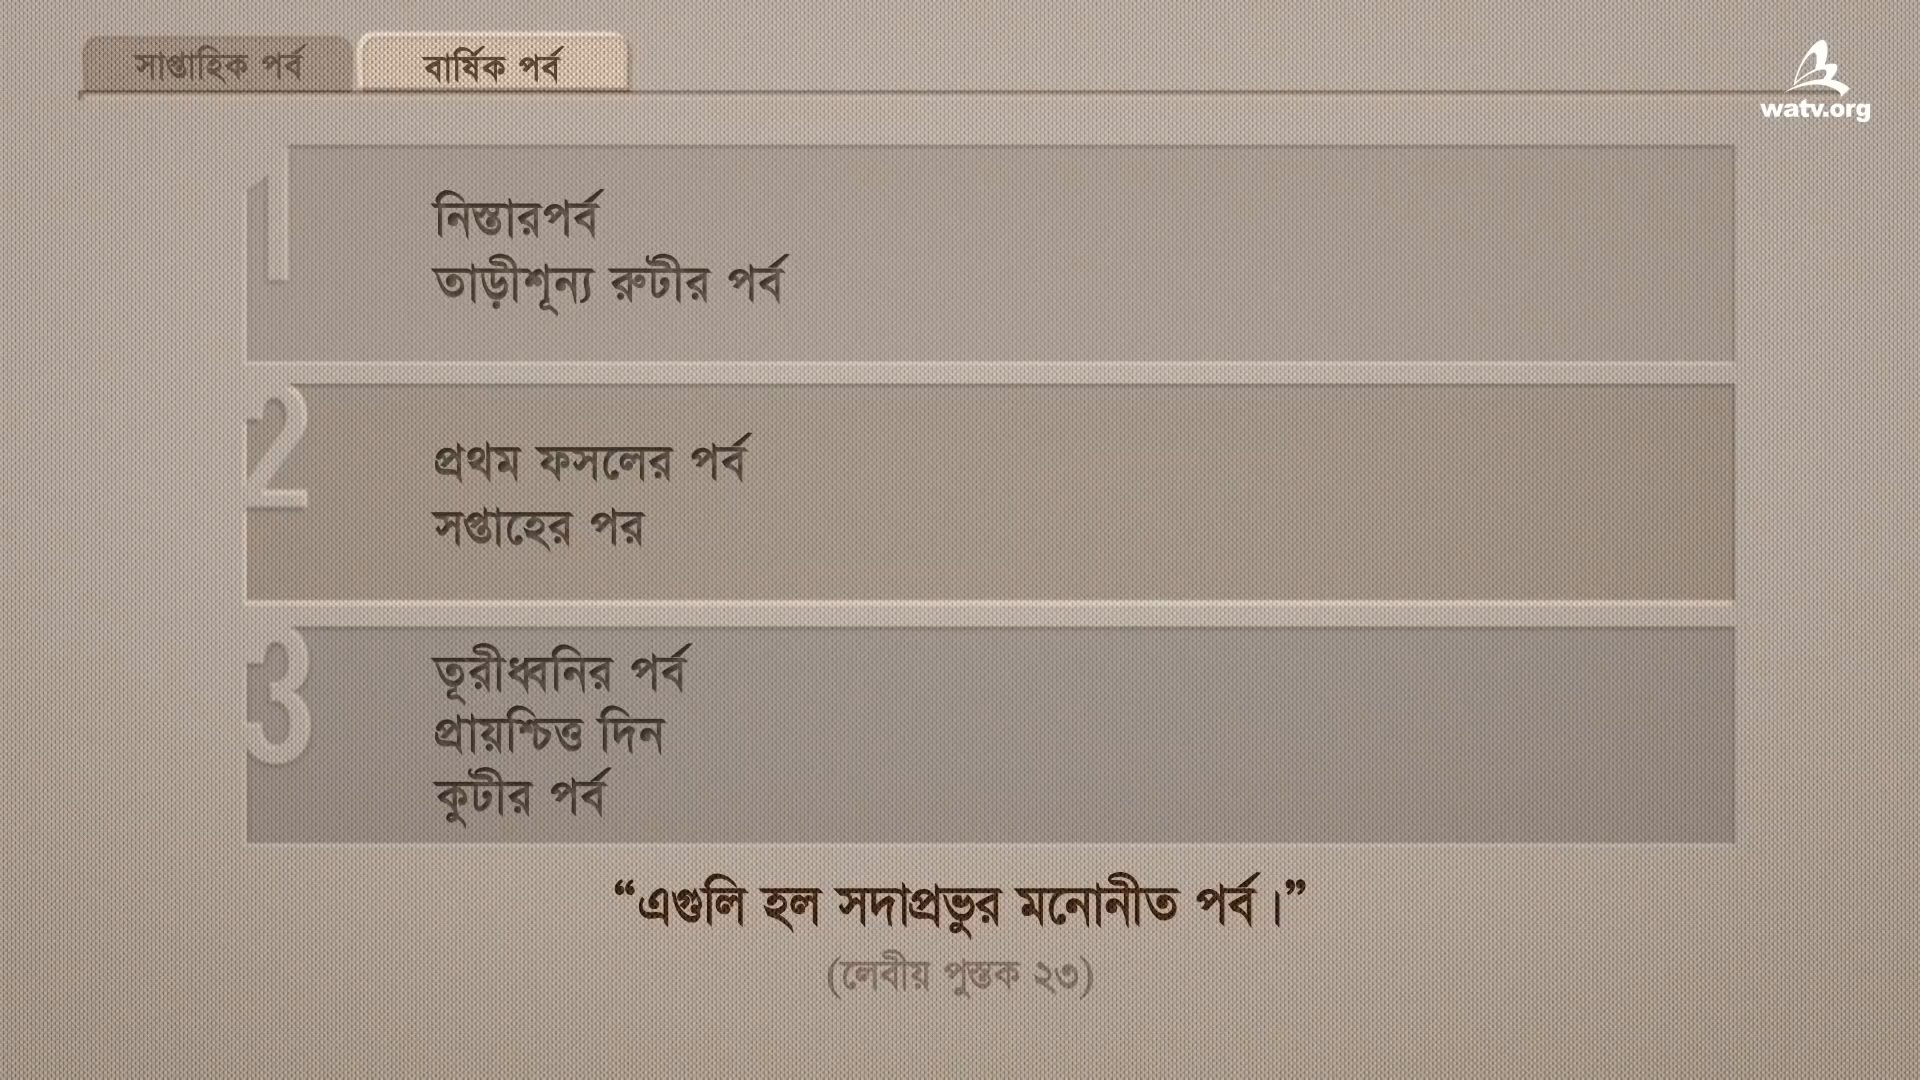 সাপ্তাহিক পর্ব
বার্ষিক পর্ব
watv.org
1
নিস্তারপর্ব
তাড়ীশূন্য রুটীর পর্ব
2
প্রথম ফসলের পর্ব
সপ্তাহের পর
3
তূরীধ্বনির পর্ব
প্রায়শ্চিত্ত দিন
কুটীর পর্ব
“এগুলি হল সদাপ্রভুর মনোনীত পর্ব।”
(লেবীয় পুস্তক ২৩)